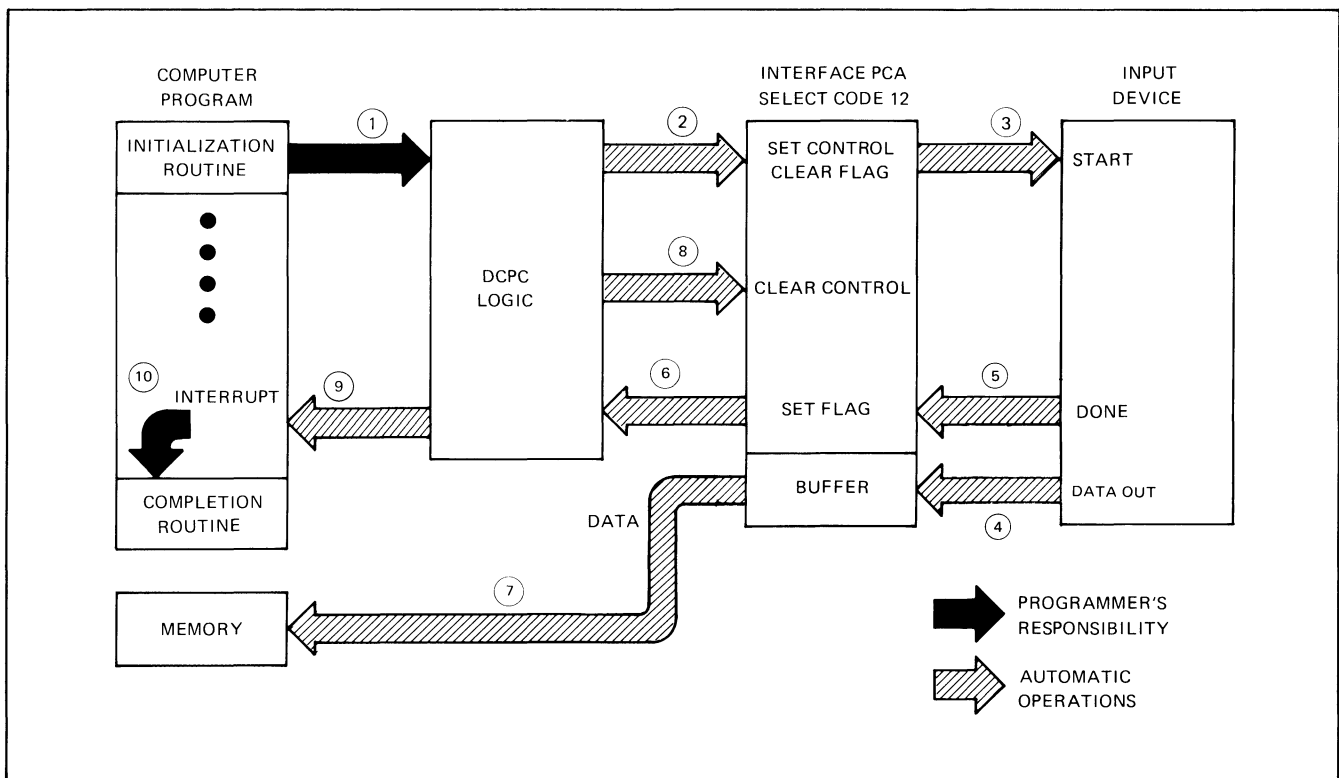 COMPUTER
PROGRAM
INTERFACE PCA
SELECT CODE 12
INPUT
DEVICE
INITIALIZATION
ROUTINE
1
2
SET CONTROL
CLEAR FLAG
3
START
DCPC
LOGIC
8
CLEAR CONTROL
10
INTERRUPT
9
6
SET FLAG
5
DONE
COMPLETION
ROUTINE
BUFFER
DATA OUT
4
DATA
7
MEMORY
PROGRAMMER'S
RESPONSIBILITY
AUTOMATIC
OPERATIONS